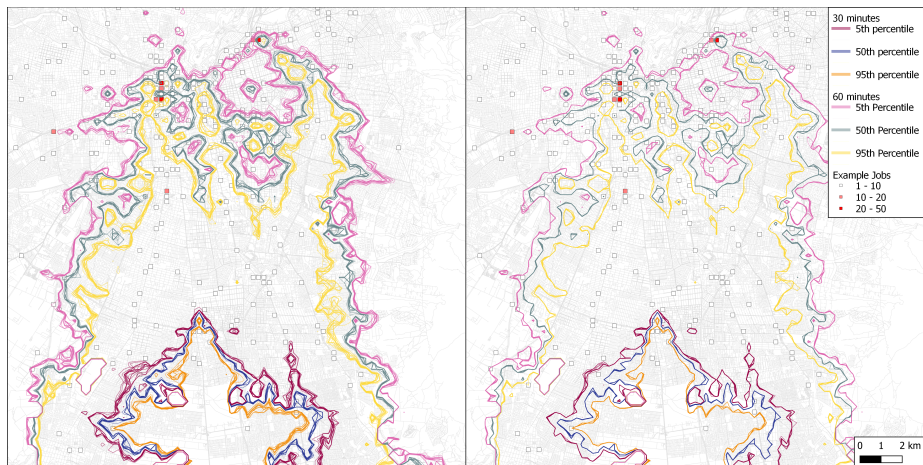 30 minutes
5th percentile
50th percentile
95th percentile
60 minutes
5th Percentile
50th Percentile
95th Percentile
Example Jobs
1 - 10
10 - 20
20 - 50
0 1 2 km